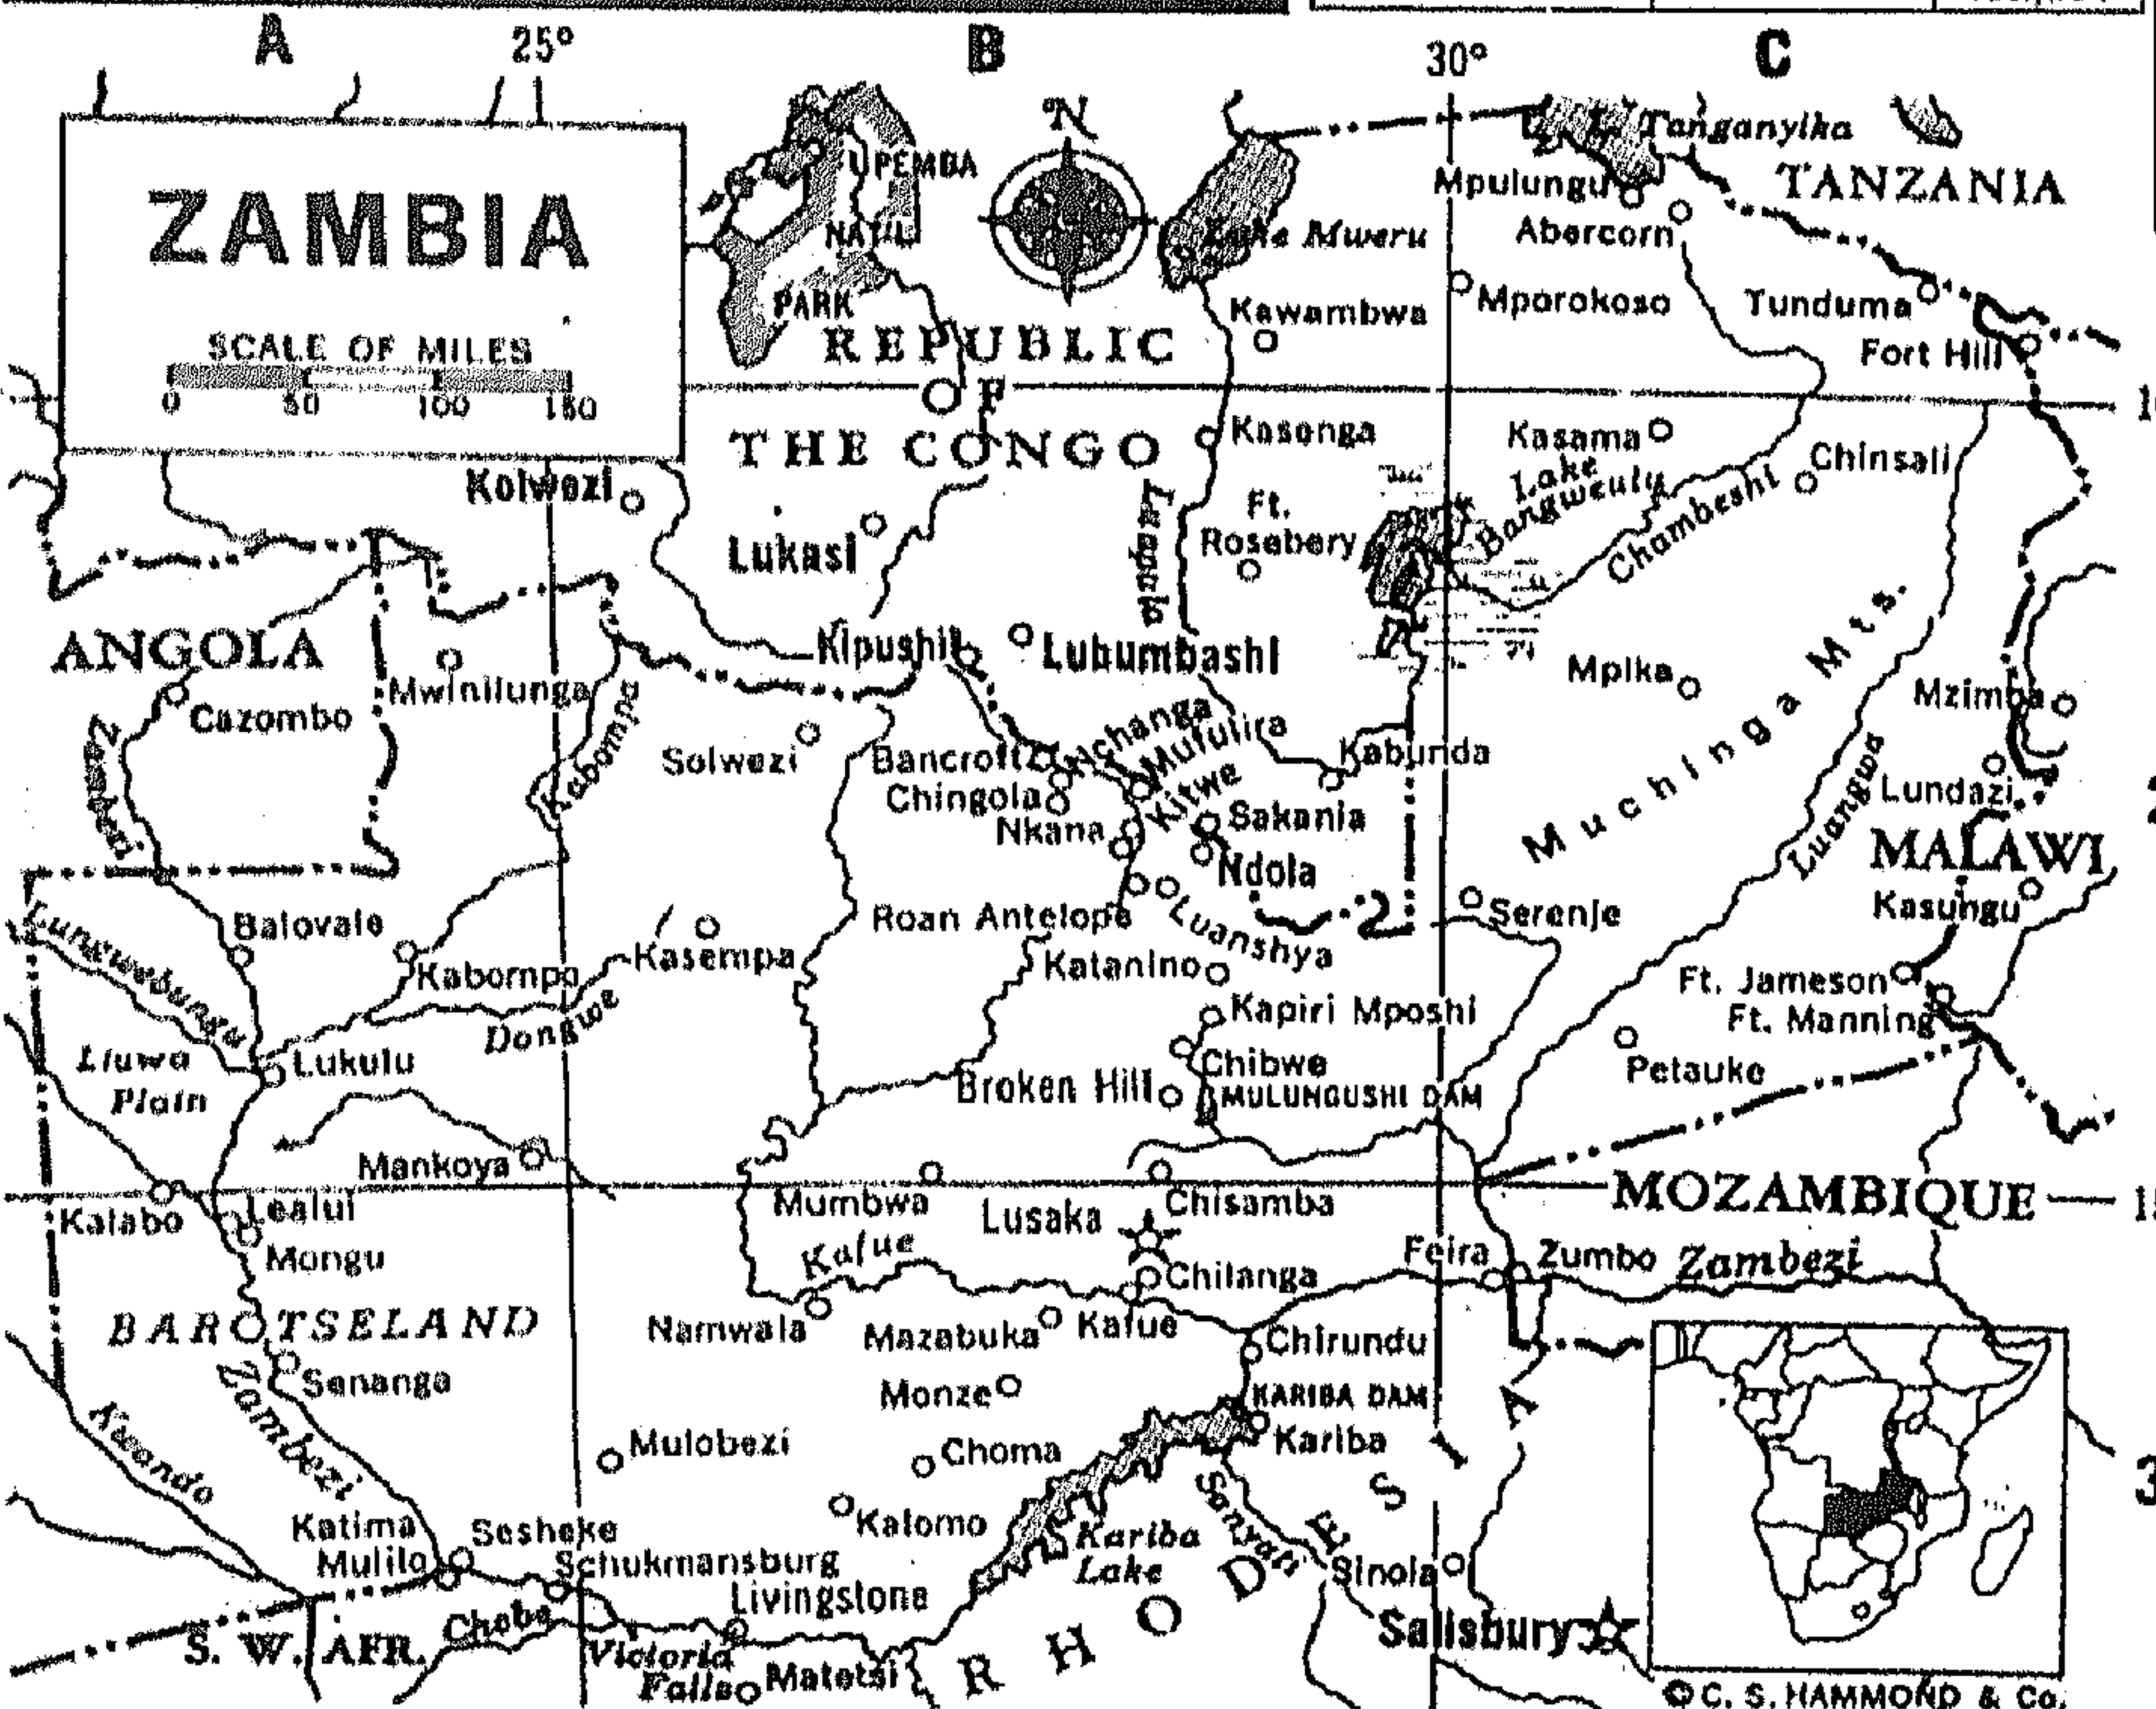 A
25°
B
30°
C
N
ZAMBIA
SCALE OF MILES
0 50 100 150
UPEMBA
NAT'L
PARK
L. Tanganyika
TANZANIA
Mpulungu
Abercorn
Lake Mweru
Kawambwa
Mporokoso
Tunduma
Fort Hill
REPUBLIC
OF
THE CONGO
Kasenga
Kasama
Chinsali
Kolwezi
Lukasi
Luapula
Ft.
Rosebery
Lake
Bangweulu
Chambeshi
ANGOLA
Mwinilunga
Cazombo
Zambezi
Kabompo
Kipushi
Lubumbashi
Mpika
Muchinga Mts.
Mzimba
Solwezi
Bancroft
Nchanga
Mufulira
Chingola
Kitwe
Nkana
Sakania
Kabunda
Ndola
Luangwa
Lundazi
MALAWI
Kasungu
Balovale
Lungwebungu
Kabompo
Kasempa
Roan Antelope
Luanshya
Serenje
Katanino
Dongwe
Kapiri Mposhi
Ft. Jameson
Ft. Manning
Liuwa
Plain
Lukulu
Chibwe
Petauke
Broken Hill
MULUNGUSHI DAM
Mankoya
Kalabo
Lealui
Mongu
Mumbwa
Lusaka
Chisamba
MOZAMBIQUE
Kafue
Feira
Zumbo
Zambezi
Chilanga
BAROTSELAND
Namwala
Mazabuka
Kafue
Chirundu
Senanga
Zambezi
Monze
KARIBA DAM
Kariba
Kwando
Mulobezi
Choma
Kalomo
Kariba
Lake
Sanyati
Katima
Mulilo
Sesheke
Schukmansburg
Livingstone
Sinoia
Salisbury
S. W. AFR.
Chobe
Victoria
Falls
Matetsi
RHODESIA
3
© C. S. HAMMOND & Co.